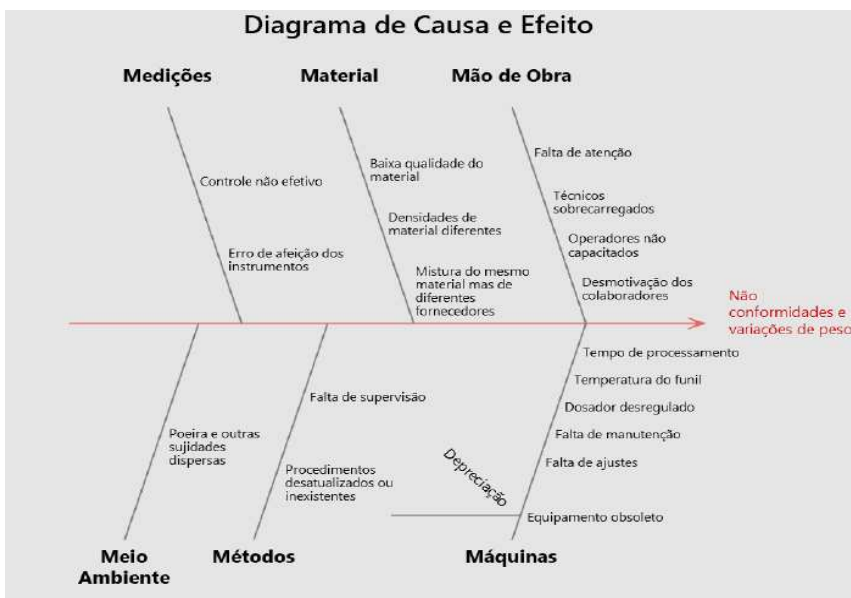 Diagrama de Causa e Efeito
Medições
Material
Mão de Obra
Controle não efetivo
Erro de afeição dos
instrumentos
Baixa qualidade do
material
Densidades de
material diferentes
Mistura do mesmo
material mas de
diferentes
fornecedores
Falta de atenção
Técnicos
sobrecarregados
Operadores não
capacitados
Desmotivação dos
colaboradores
Não
conformidades e
variações de peso
Poeira e outras
sujidades
dispersas
Falta de supervisão
Procedimentos
desatualizados ou
inexistentes
Tempo de processamento
Temperatura do funil
Dosador desregulado
Falta de manutenção
Falta de ajustes
Depreciação
Equipamento obsoleto
Meio
Ambiente
Métodos
Máquinas